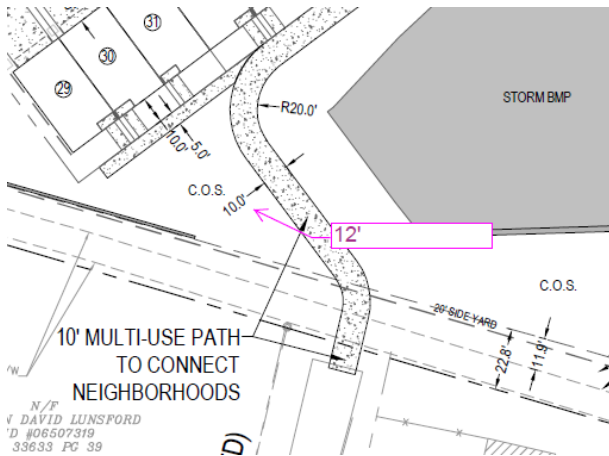 31
30
29
STORM BMP
R20.0'
5.0'
10.0'
C.O.S.
10.0'
12'
C.O.S.
20' SIDE YARD
10' MULTI-USE PATH
TO CONNECT
NEIGHBORHOODS
22.8'
11.9'
N/F
DAVID LUNSFORD
#06507319
33633 PG 39